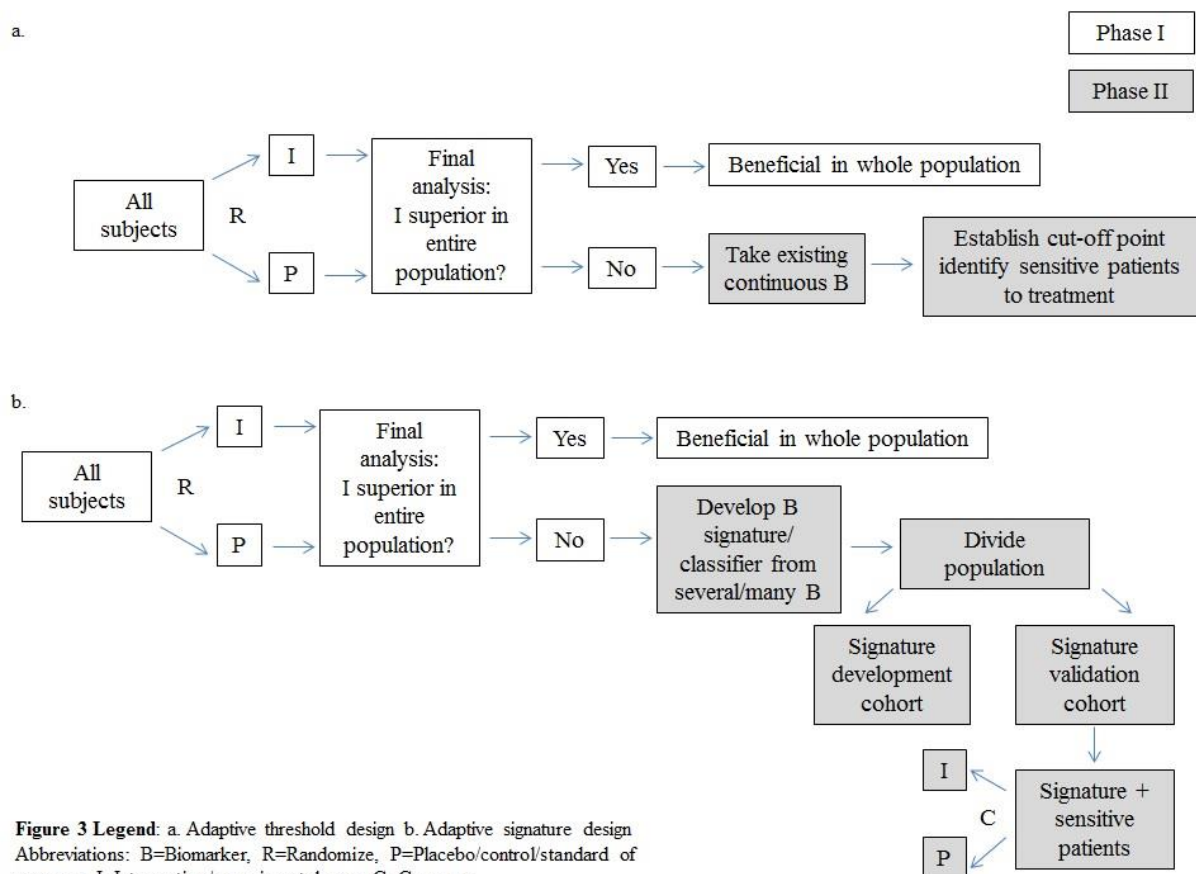 a.
Phase I
Phase II
All
subjects
R
I
P
Final
analysis:
I superior in
entire
population?
Yes
No
Beneficial in whole population
Take existing
continuous B
Establish cut-off point
identify sensitive patients
to treatment
b.
All
subjects
R
I
P
Final
analysis:
I superior in
entire
population?
Yes
No
Beneficial in whole population
Develop B
signature/
classifier from
several/many B
Divide
population
Signature
development
cohort
Signature
validation
cohort
Signature +
sensitive
patients
I
C
P
Figure 3 Legend: a. Adaptive threshold design b. Adaptive signature design
Abbreviations: B=Biomarker, R=Randomize, P=Placebo/control/standard of